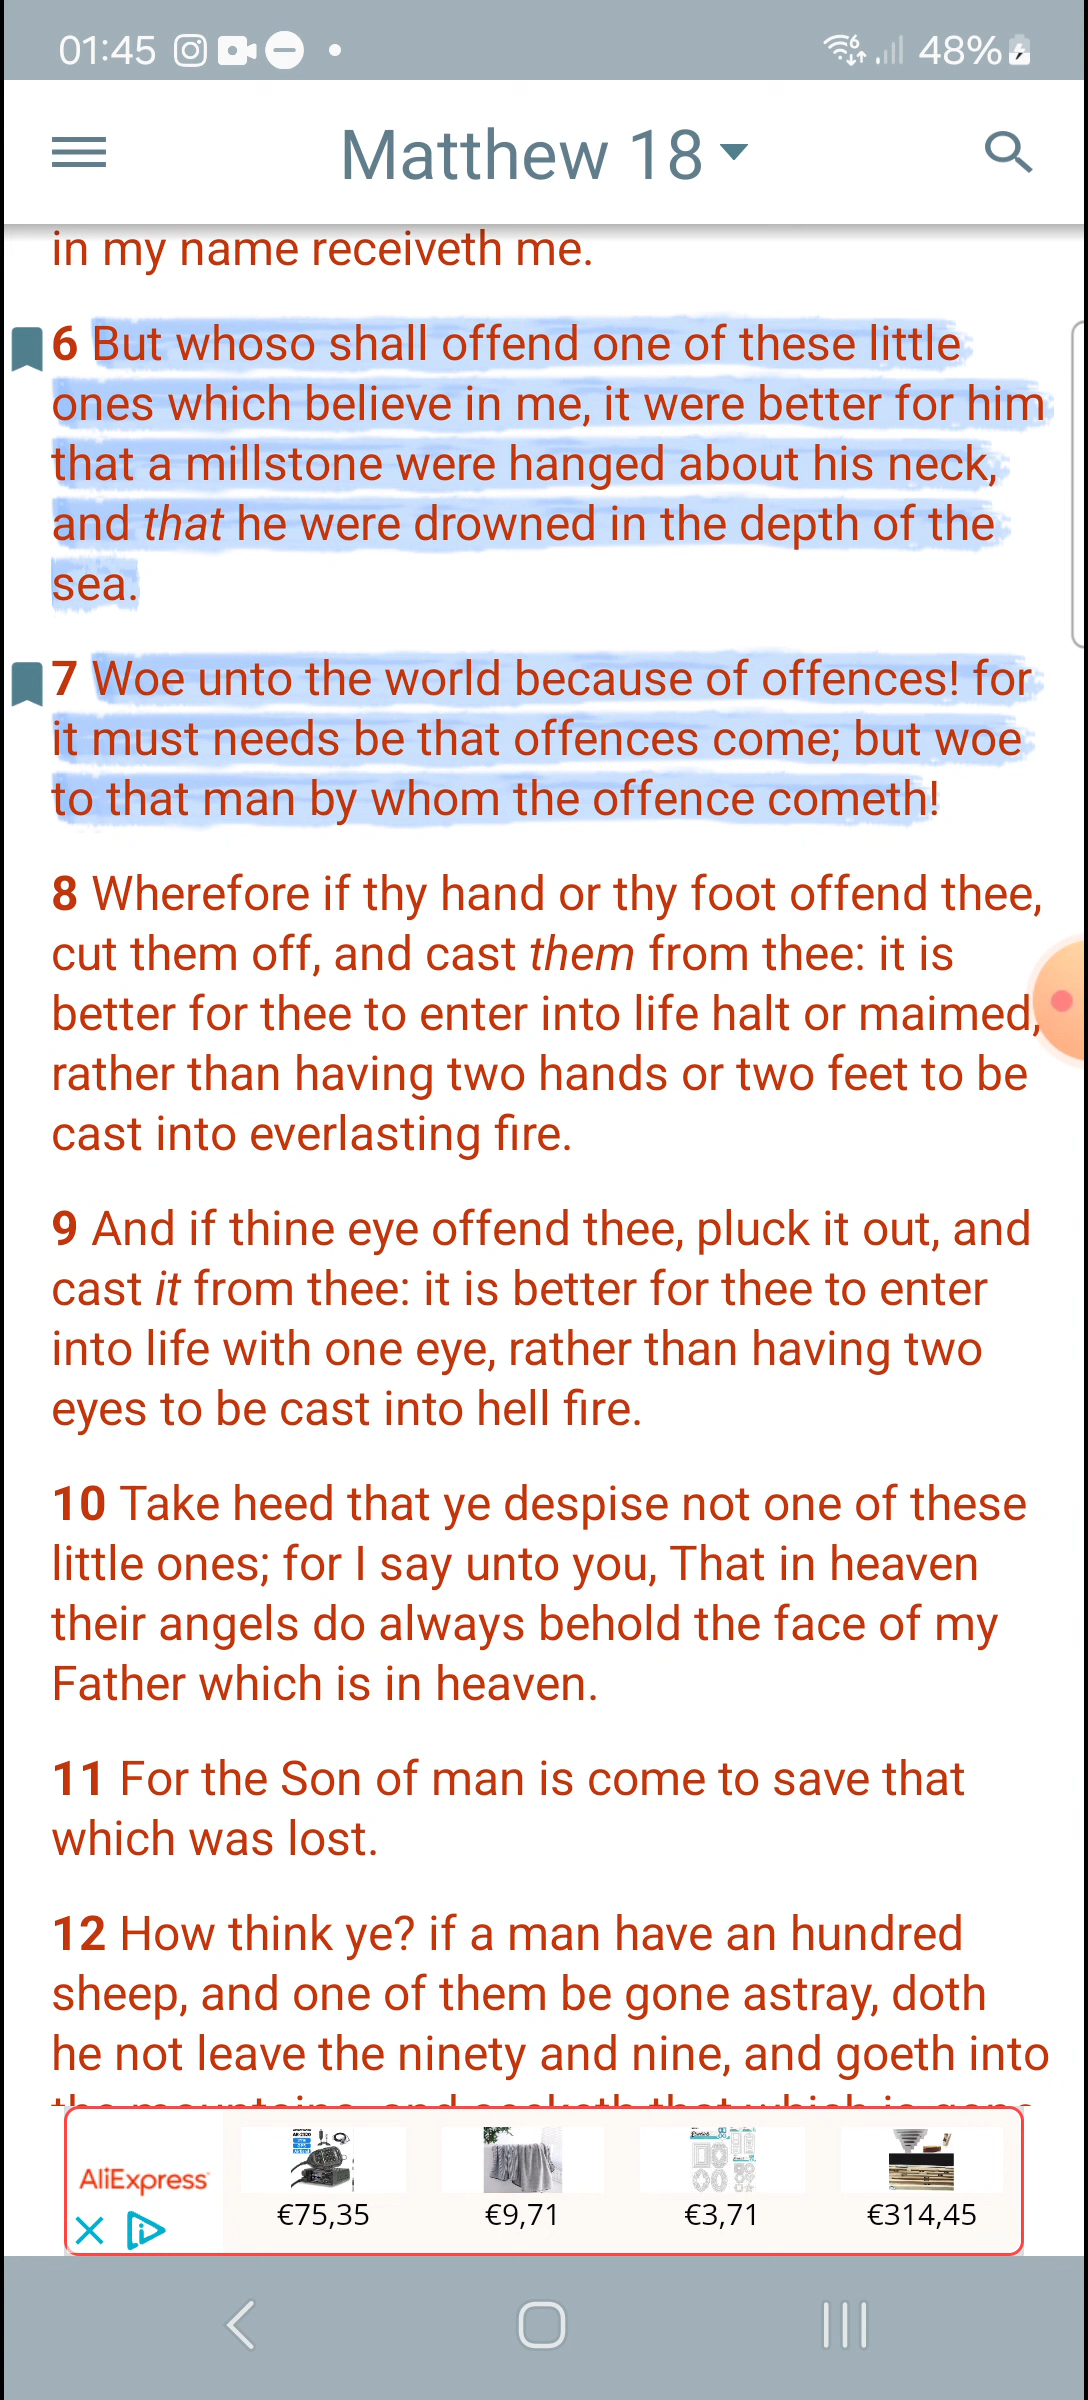 01:45 48%
Matthew 18
in my name receiveth me.
6 But whoso shall offend one of these little
ones which believe in me, it were better for him
that a millstone were hanged about his neck,
and that he were drowned in the depth of the
sea.
7 Woe unto the world because of offences! for
it must needs be that offences come; but woe
to that man by whom the offence cometh!
8 Wherefore if thy hand or thy foot offend thee,
cut them off, and cast them from thee: it is
better for thee to enter into life halt or maimed,
rather than having two hands or two feet to be
cast into everlasting fire.
9 And if thine eye offend thee, pluck it out, and
cast it from thee: it is better for thee to enter
into life with one eye, rather than having two
eyes to be cast into hell fire.
10 Take heed that ye despise not one of these
little ones; for I say unto you, That in heaven
their angels do always behold the face of my
Father which is in heaven.
11 For the Son of man is come to save that
which was lost.
12 How think ye? if a man have an hundred
sheep, and one of them be gone astray, doth
he not leave the ninety and nine, and goeth into
AliExpress
€75,35 €9,71 €3,71 €314,45